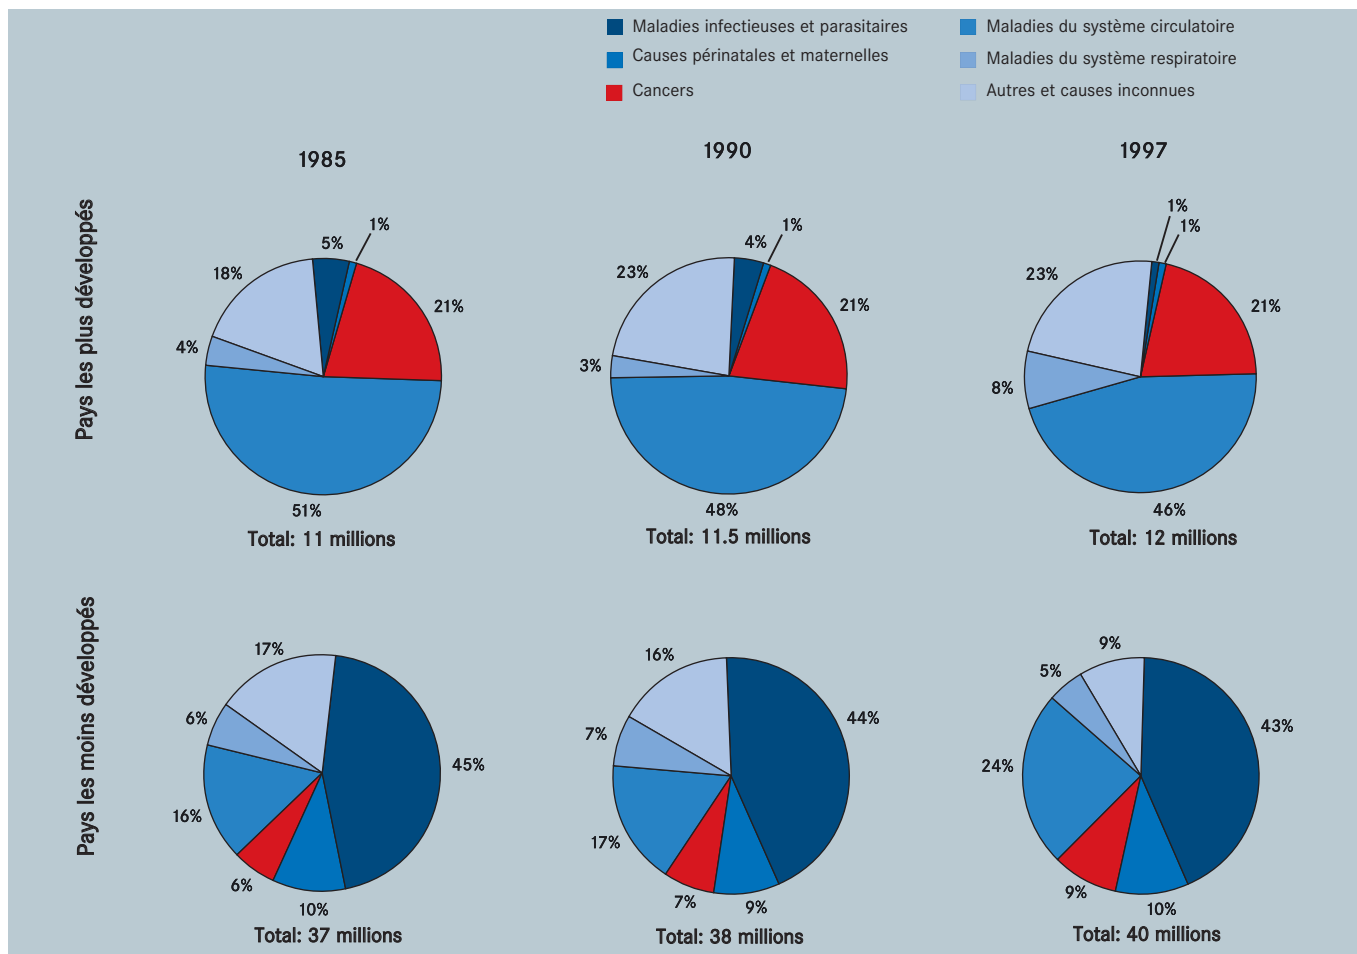 Maladies infectieuses et parasitaires
Causes périnatales et maternelles
Cancers
Maladies du système circulatoire
Maladies du système respiratoire
Autres et causes inconnues
Pays les plus développés
1985
5%
1%
21%
51%
4%
18%
Total: 11 millions
1990
4%
1%
21%
48%
3%
23%
Total: 11.5 millions
1997
1%
1%
21%
46%
8%
23%
Total: 12 millions
Pays les moins développés
45%
10%
6%
16%
6%
17%
Total: 37 millions
44%
9%
7%
17%
7%
16%
Total: 38 millions
43%
10%
9%
24%
5%
9%
Total: 40 millions